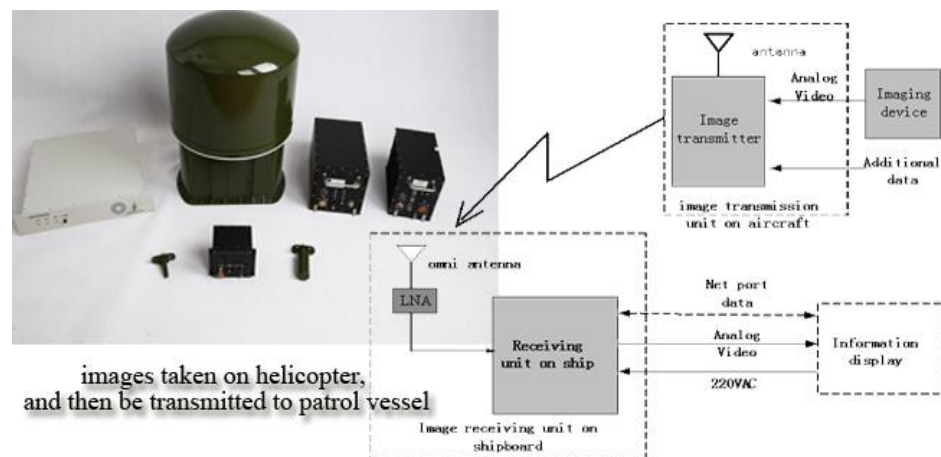 antenna
Analog
Video
Imaging
device
Image
transmitter
Additional
data
image transmission
unit on aircraft
omni antenna
LNA
Net port
data
Receiving
unit on ship
Analog
Video
Information
display
220VAC
images taken on helicopter,
and then be transmitted to patrol vessel
Image receiving unit on
shipboard